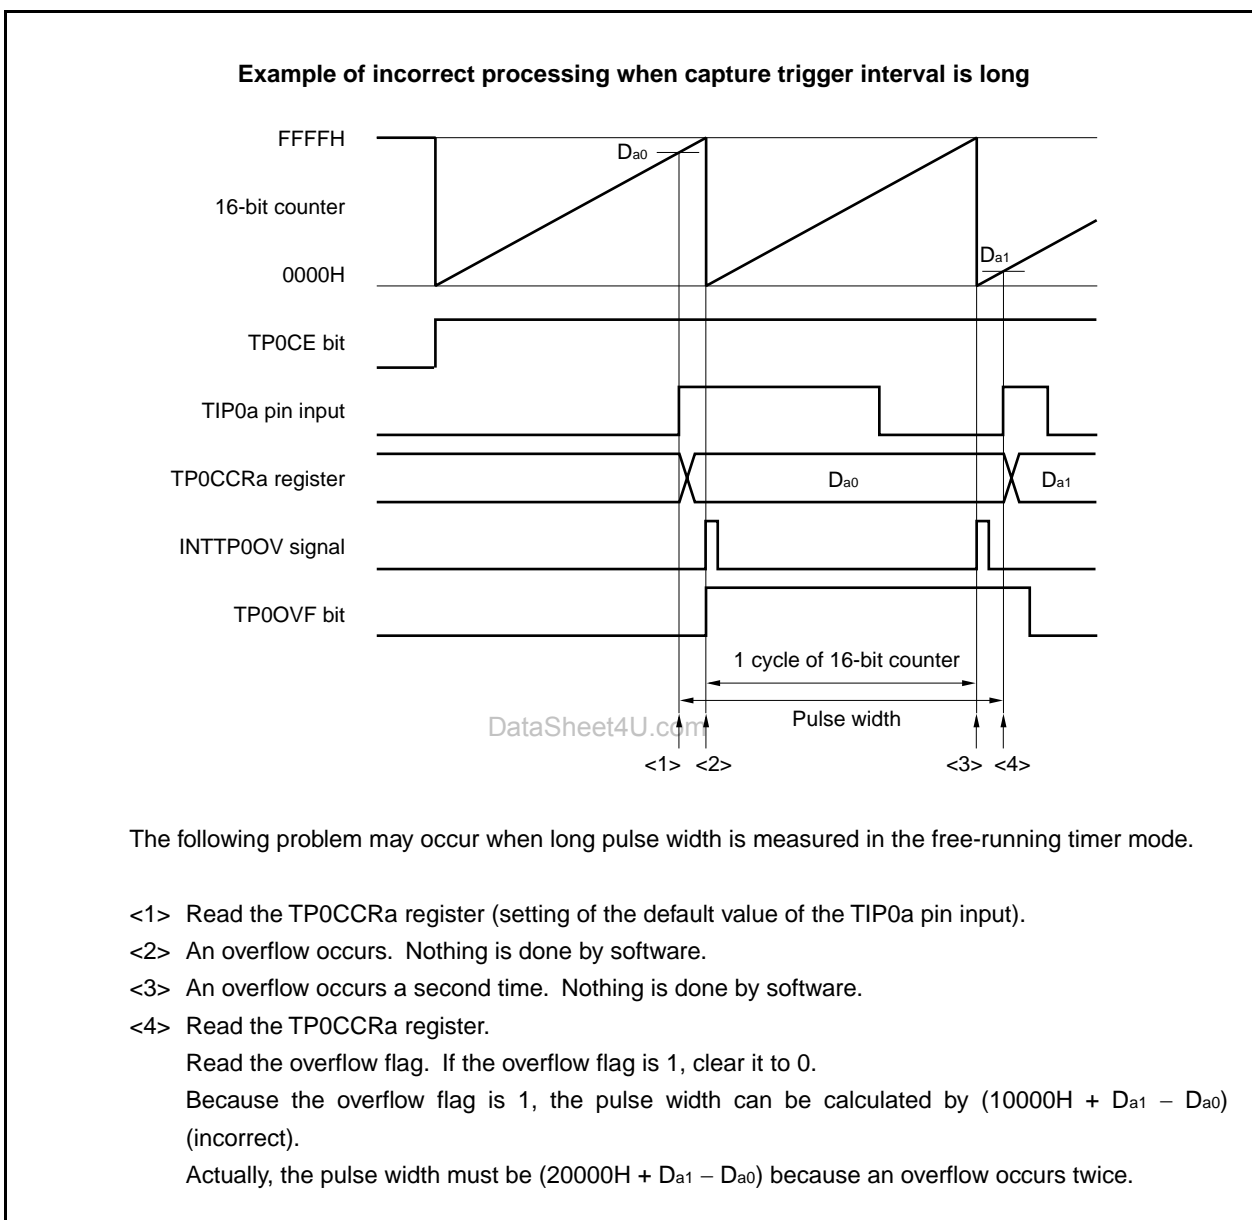 Example of incorrect processing when capture trigger interval is long
FFFFH
Da0
16-bit counter
Da1
0000H
TP0CE bit
TIP0a pin input
TP0CCRa register
Da0
Da1
INTTP0OV signal
TP0OVF bit
1 cycle of 16-bit counter
Pulse width
DataSheet4U.com
<1> <2> <3> <4>
The following problem may occur when long pulse width is measured in the free-running timer mode.
<1> Read the TP0CCRa register (setting of the default value of the TIP0a pin input).
<2> An overflow occurs. Nothing is done by software.
<3> An overflow occurs a second time. Nothing is done by software.
<4> Read the TP0CCRa register.
Read the overflow flag. If the overflow flag is 1, clear it to 0.
Because the overflow flag is 1, the pulse width can be calculated by (10000H + Da1 − Da0)
(incorrect).
Actually, the pulse width must be (20000H + Da1 − Da0) because an overflow occurs twice.